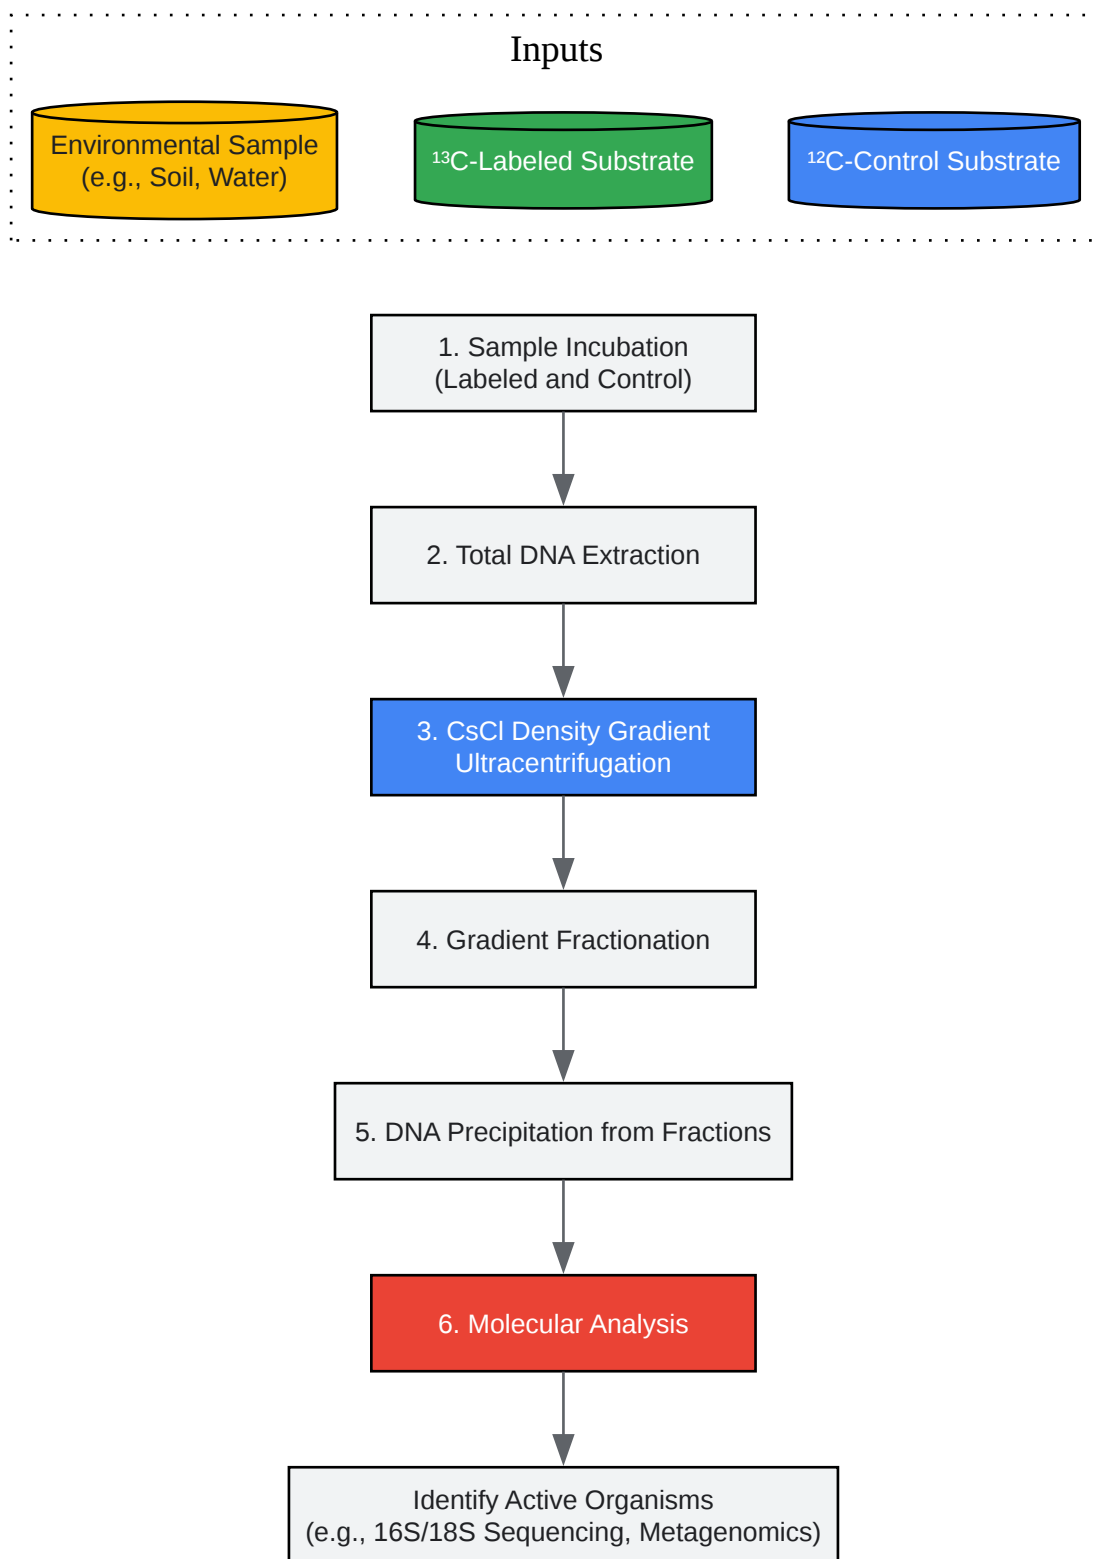 Inputs
Environmental Sample
(e.g., Soil, Water)
¹³C-Labeled Substrate
¹²C-Control Substrate
1. Sample Incubation
(Labeled and Control)
2. Total DNA Extraction
3. CsCl Density Gradient
Ultracentrifugation
4. Gradient Fractionation
5. DNA Precipitation from Fractions
6. Molecular Analysis
Identify Active Organisms
(e.g., 16S/18S Sequencing, Metagenomics)